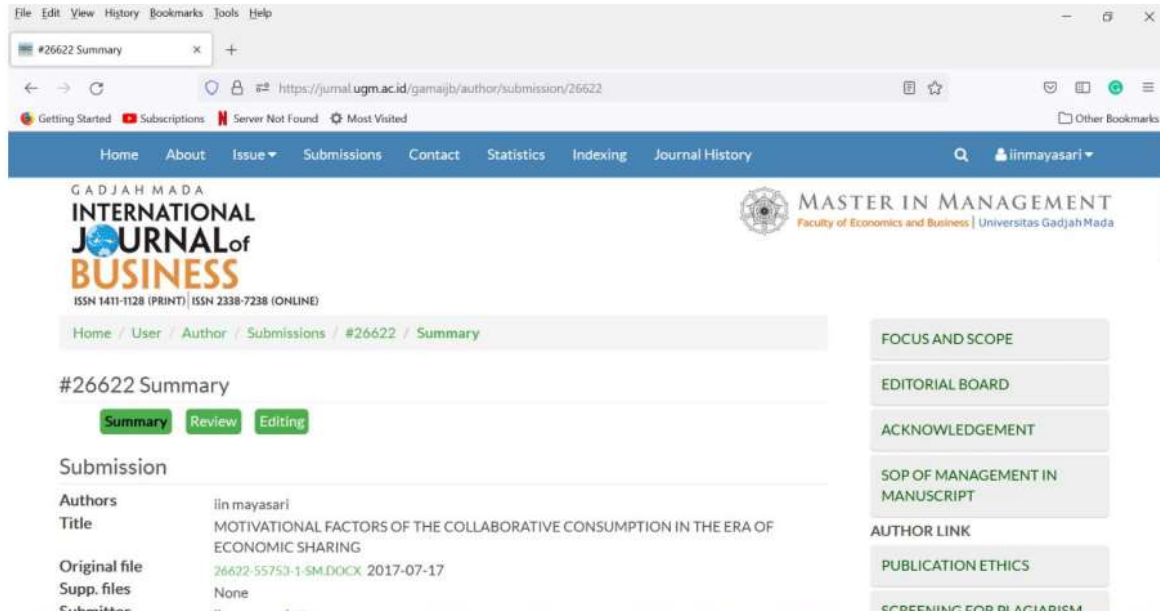 File Edit View History Bookmarks Tools Help
#26622 Summary
https://jurnal.ugm.ac.id/gamaijb/author/submission/26622
Getting Started Subscriptions Server Not Found Most Visited Other Bookmarks
Home About Issue Submissions Contact Statistics Indexing Journal History iinmayasari
GADJAH MADA
INTERNATIONAL
JOURNAL of
BUSINESS
ISSN 1411-1128 (PRINT) | ISSN 2338-7238 (ONLINE)
MASTER IN MANAGEMENT
Faculty of Economics and Business | Universitas Gadjah Mada
Home / User / Author / Submissions / #26622 / Summary
#26622 Summary
Summary Review Editing
Submission
Authors iin mayasari
Title MOTIVATIONAL FACTORS OF THE COLLABORATIVE CONSUMPTION IN THE ERA OF
ECONOMIC SHARING
Original file 26622-55753-1-SM.DOCX 2017-07-17
Supp. files None
Submitter
FOCUS AND SCOPE
EDITORIAL BOARD
ACKNOWLEDGEMENT
SOP OF MANAGEMENT IN
MANUSCRIPT
AUTHOR LINK
PUBLICATION ETHICS
SCREENING FOR PLAGIARISM